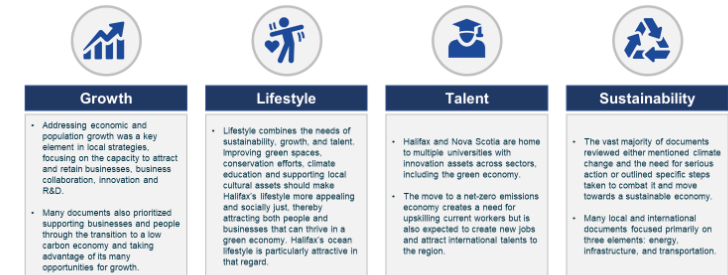 Growth
• Addressing economic and
population growth was a key
element in local strategies,
focusing on the capacity to attract
and retain businesses, business
collaboration, innovation and
R&D.
• Many documents also prioritized
supporting businesses and people
through the transition to a low
carbon economy and taking
advantage of its many
opportunities for growth.
Lifestyle
• Lifestyle combines the needs of
sustainability, growth, and talent.
Improving green spaces,
conservation efforts, climate
education and supporting local
cultural assets should make
Halifax's lifestyle more appealing
and socially just, thereby
attracting both people and
businesses that can thrive in a
green economy. Halifax's ocean
lifestyle is particularly attractive in
that regard.
Talent
• Halifax and Nova Scotia are home
to multiple universities with
innovation assets across sectors,
including the green economy.
• The move to a net-zero emissions
economy creates a need for
upskilling current workers but is
also expected to create new jobs
and attract international talents to
the region.
Sustainability
• The vast majority of documents
reviewed either mentioned climate
change and the need for serious
action or outlined specific steps
taken to combat it and move
towards a sustainable economy.
• Many local and international
documents focused primarily on
three elements: energy,
infrastructure, and transportation.